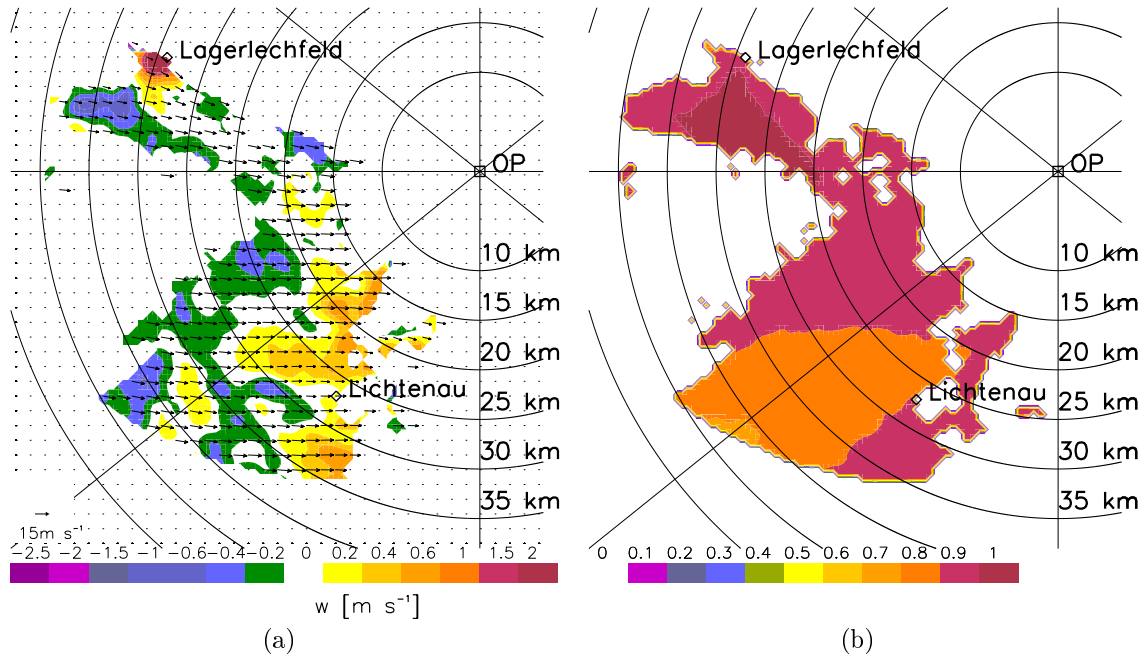 Lagerlechfeld
OP
10 km
15 km
20 km
Lichtenau
25 km
30 km
35 km
15m s⁻¹
−2.5 −2 −1.5 −1 −0.6 −0.4 −0.2 0 0.2 0.4 0.6 1 1.5 2
w [m s⁻¹]
(a)
Lagerlechfeld
OP
10 km
15 km
20 km
Lichtenau
25 km
30 km
35 km
0 0.1 0.2 0.3 0.4 0.5 0.6 0.7 0.8 0.9 1
(b)